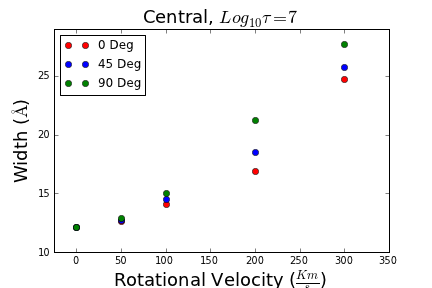 Central, Log₁₀τ=7
0 Deg
45 Deg
90 Deg
Width (Å)
25
20
15
10
0 50 100 150 200 250 300 350
Rotational Velocity (Km/s)